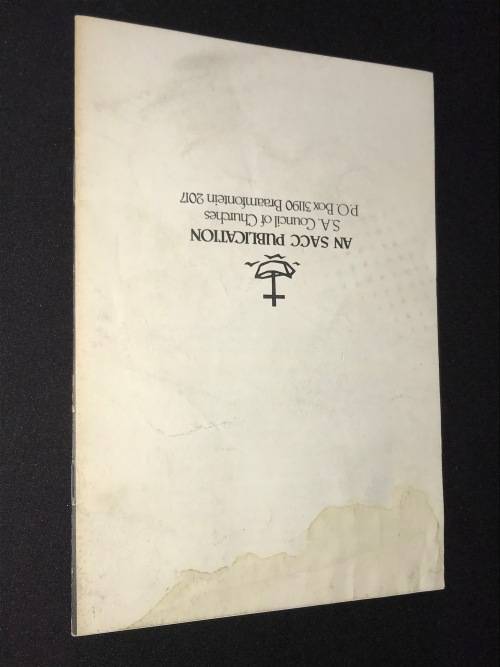 AN SACC PUBLICATION
S.A. Council of Churches
P.O. Box 31190 Braamfontein 2017